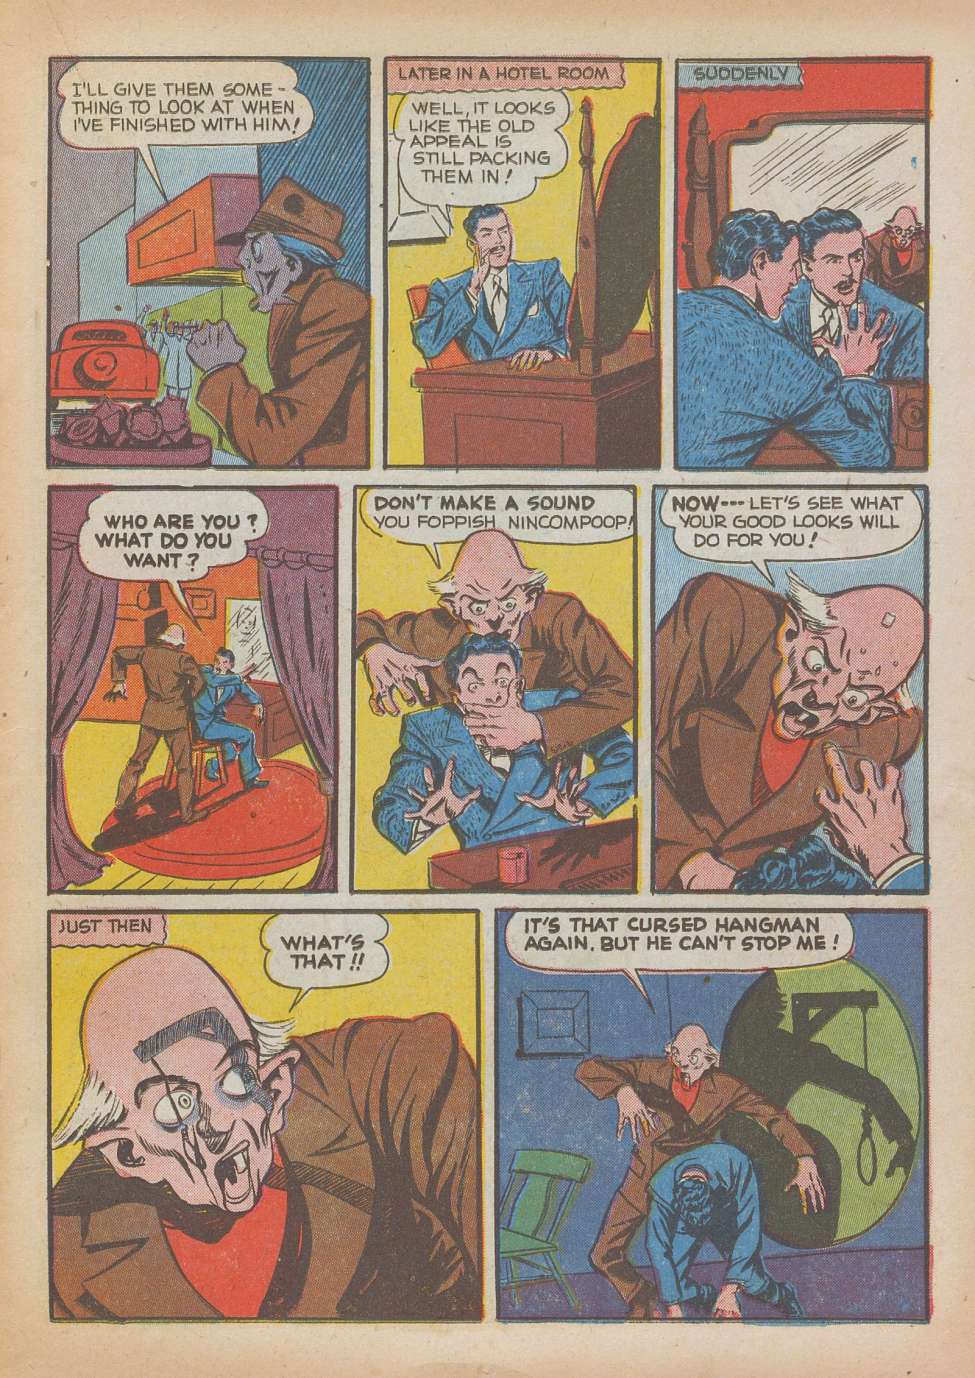 I'LL GIVE THEM SOME-
THING TO LOOK AT WHEN
I'VE FINISHED WITH HIM!
LATER IN A HOTEL ROOM
WELL, IT LOOKS
LIKE THE OLD
APPEAL IS
STILL PACKING
THEM IN!
SUDDENLY
WHO ARE YOU?
WHAT DO YOU
WANT?
DON'T MAKE A SOUND
YOU FOPPISH NINCOMPOOP!
NOW--- LET'S SEE WHAT
YOUR GOOD LOOKS WILL
DO FOR YOU!
JUST THEN
WHAT'S
THAT!!
IT'S THAT CURSED HANGMAN
AGAIN. BUT HE CAN'T STOP ME!